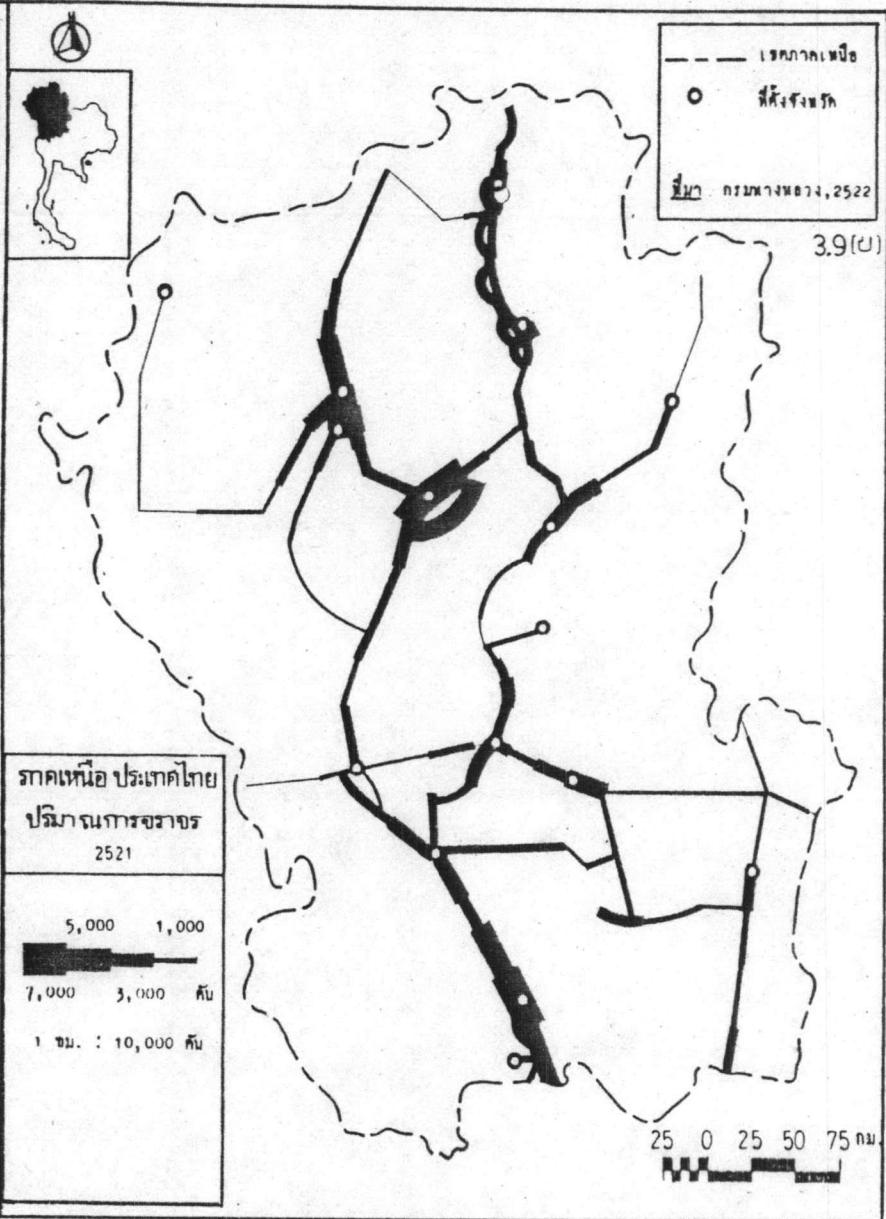 N
เขตภาคเหนือ
ที่ตั้งจังหวัด
ที่มา กรมทางหลวง,2522
3.9(ข)
ภาคเหนือ ประเทศไทย
ปริมาณการจราจร
2521
5,000 1,000
7,000 3,000 คัน
1 ซม. : 10,000 คัน
25 0 25 50 75 กม.